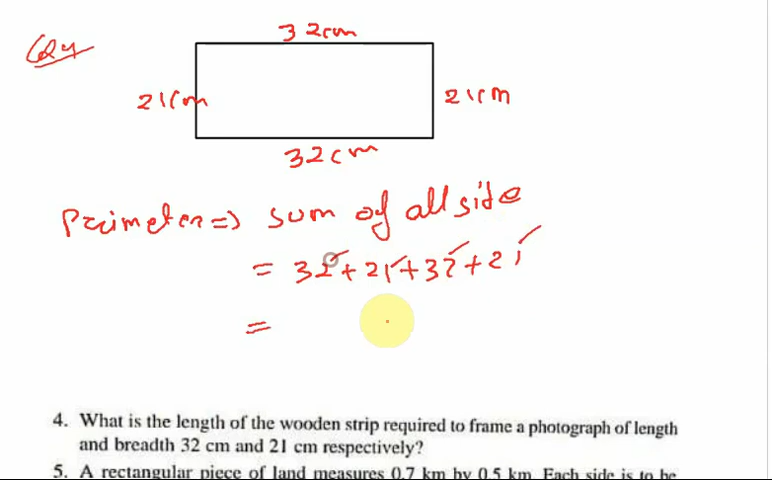 Q4
32cm
21cm
21cm
32cm
Perimeter => sum of all side
= 32+21+32+21
=
4. What is the length of the wooden strip required to frame a photograph of length
and breadth 32 cm and 21 cm respectively?
5. A rectangular piece of land measures 0.7 km by 0.5 km. Each side is to be